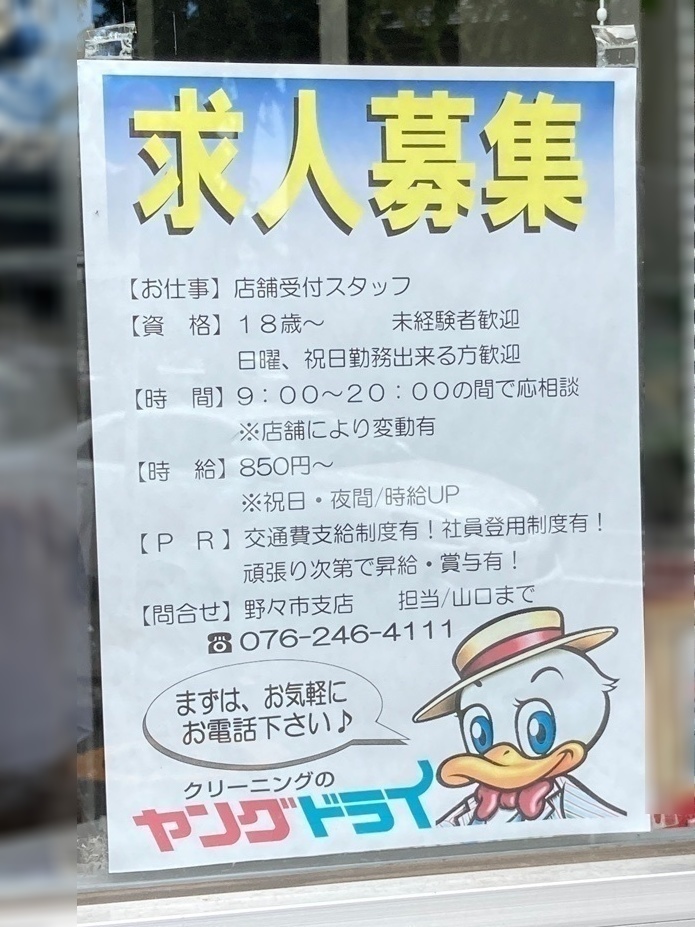 求人募集
【お仕事】店舗受付スタッフ
【資　格】18歳～　　未経験者歓迎
日曜、祝日勤務出来る方歓迎
【時　間】9：00～20：00の間で応相談
※店舗により変動有
【時　給】850円～
※祝日・夜間/時給UP
【P　R】交通費支給制度有！社員登用制度有！
頑張り次第で昇給・賞与有！
【問合せ】野々市支店　　担当/山口まで
☎076-246-4111
まずは、お気軽に
お電話下さい♪
クリーニングの
ヤングドライ